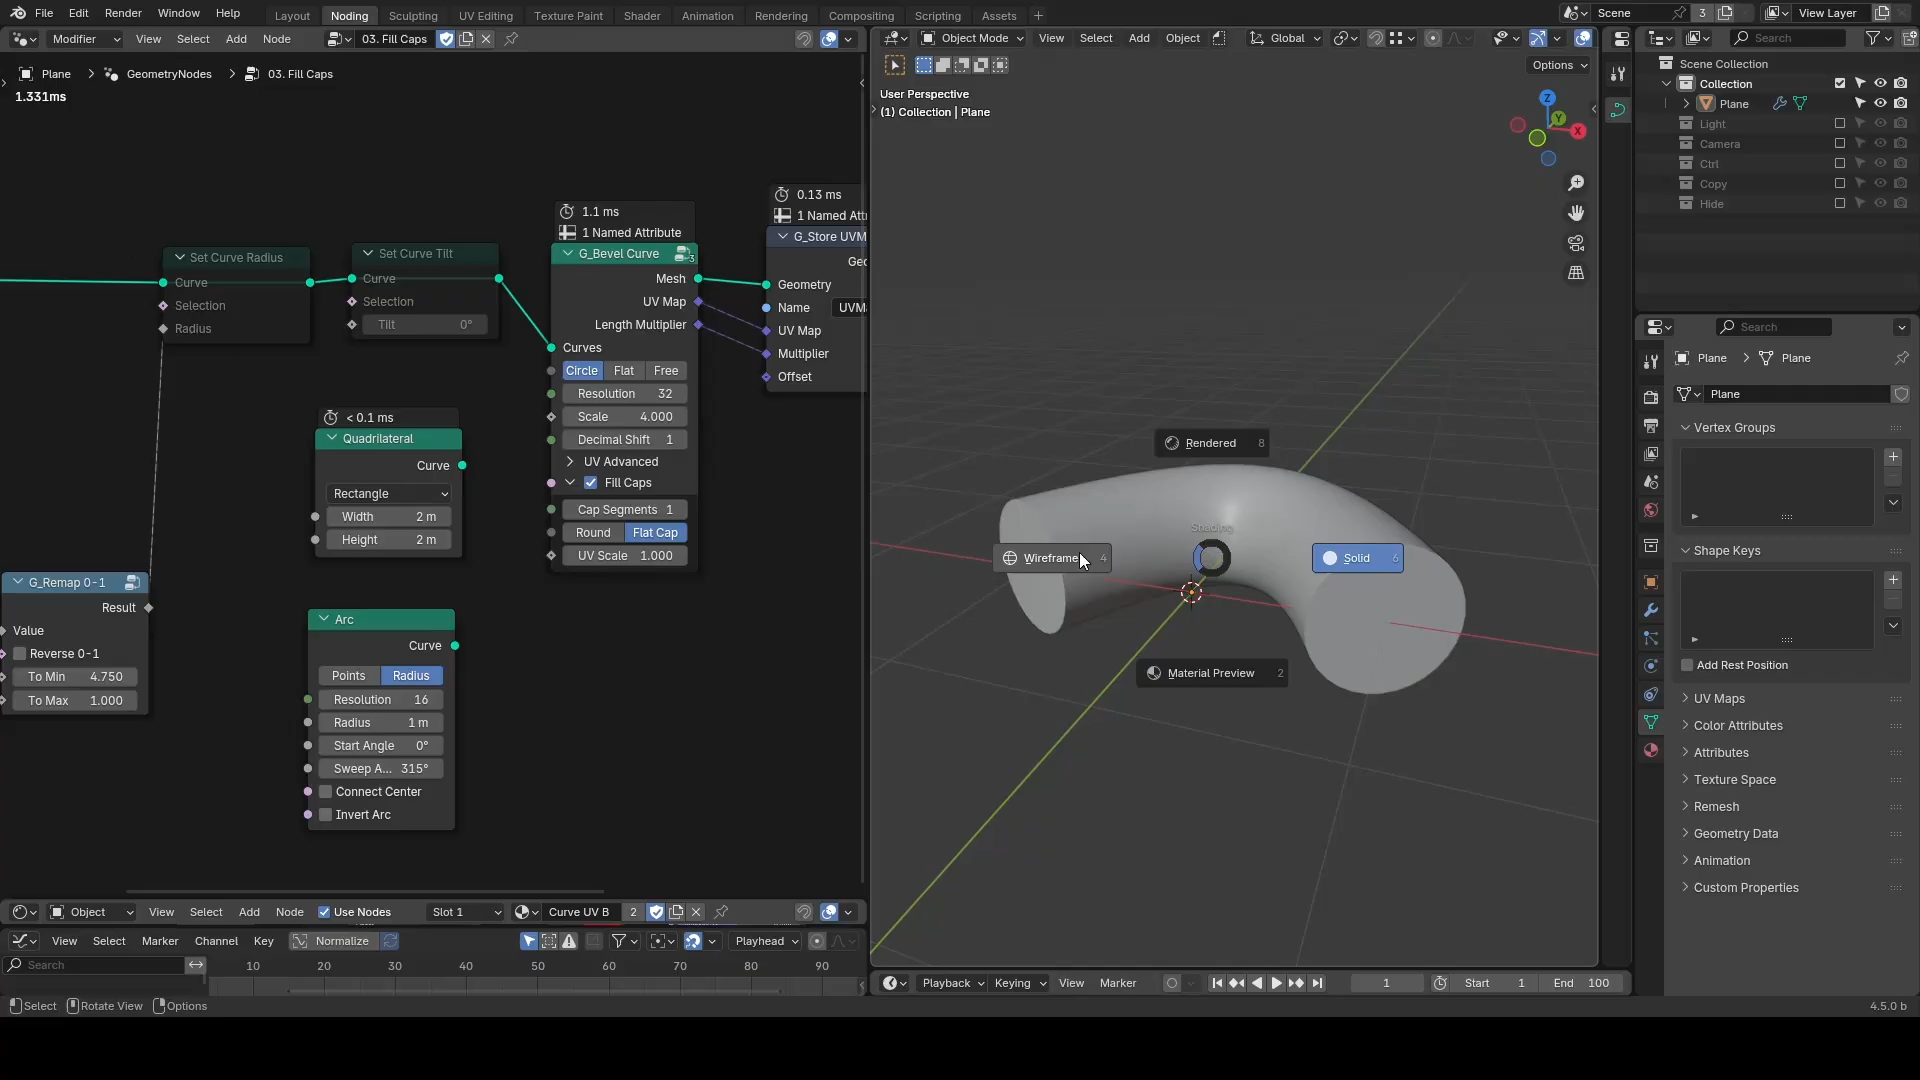 File Edit Render Window Help
Layout Noding Sculpting UV Editing Texture Paint Shader Animation Rendering Compositing Scripting Assets +
Scene 3
View Layer
Modifier View Select Add Node
03. Fill Caps
Object Mode View Select Add Object
Global
Search
Plane > GeometryNodes > 03. Fill Caps
1.331ms
Options
User Perspective
(1) Collection | Plane
Z
Y
X
Scene Collection
Collection
Plane
Light
Camera
Ctrl
Copy
Hide
Set Curve Radius
Curve
Selection
Radius
Set Curve Tilt
Curve
Selection
Tilt 0°
1.1 ms
1 Named Attribute
G_Bevel Curve 3
Mesh
UV Map
Length Multiplier
Curves
Circle Flat Free
Resolution 32
Scale 4.000
Decimal Shift 1
UV Advanced
Fill Caps
Cap Segments 1
Round Flat Cap
UV Scale 1.000
0.13 ms
1 Named Attr
G_Store UVM
Geo
Geometry
Name UVM
UV Map
Multiplier
Offset
< 0.1 ms
Quadrilateral
Curve
Rectangle
Width 2 m
Height 2 m
G_Remap 0-1
Result
Value
Reverse 0-1
To Min 4.750
To Max 1.000
Arc
Curve
Points Radius
Resolution 16
Radius 1 m
Start Angle 0°
Sweep A... 315°
Connect Center
Invert Arc
Rendered 8
Shading
Wireframe 4
Solid 6
Material Preview 2
Search
Plane > Plane
Plane
Vertex Groups
Shape Keys
Add Rest Position
UV Maps
Color Attributes
Attributes
Texture Space
Remesh
Geometry Data
Animation
Custom Properties
Object View Select Add Node Use Nodes Slot 1 Curve UV B 2
View Select Marker Channel Key Normalize Playhead
Search
10 20 30 40 50 60 70 80 90
Playback Keying View Marker 1 Start 1 End 100
Select Rotate View Options
4.5.0 b